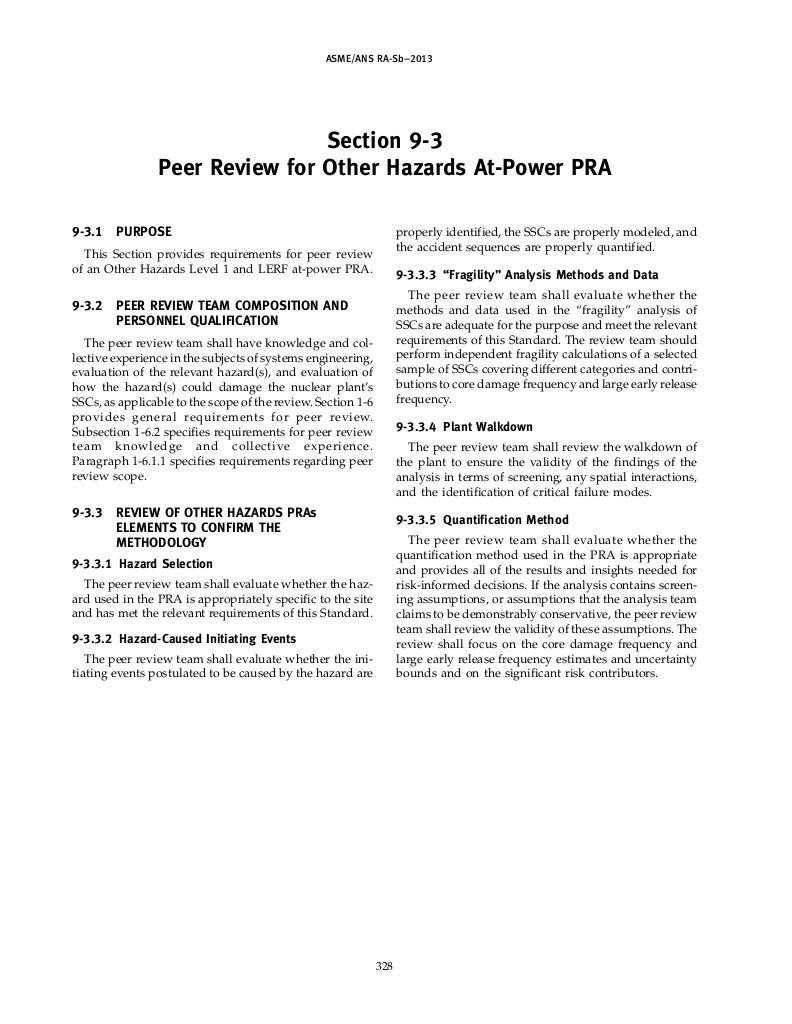 ASME/ANS RA-Sb–2013
Section 9-3
Peer Review for Other Hazards At-Power PRA
9-3.1 PURPOSE
This Section provides requirements for peer review
of an Other Hazards Level 1 and LERF at-power PRA.
9-3.2 PEER REVIEW TEAM COMPOSITION AND
PERSONNEL QUALIFICATION
The peer review team shall have knowledge and col-
lective experience in the subjects of systems engineering,
evaluation of the relevant hazard(s), and evaluation of
how the hazard(s) could damage the nuclear plant's
SSCs, as applicable to the scope of the review. Section 1-6
provides general requirements for peer review.
Subsection 1-6.2 specifies requirements for peer review
team knowledge and collective experience.
Paragraph 1-6.1.1 specifies requirements regarding peer
review scope.
9-3.3 REVIEW OF OTHER HAZARDS PRAs
ELEMENTS TO CONFIRM THE
METHODOLOGY
9-3.3.1 Hazard Selection
The peer review team shall evaluate whether the haz-
ard used in the PRA is appropriately specific to the site
and has met the relevant requirements of this Standard.
9-3.3.2 Hazard-Caused Initiating Events
The peer review team shall evaluate whether the ini-
tiating events postulated to be caused by the hazard are
properly identified, the SSCs are properly modeled, and
the accident sequences are properly quantified.
9-3.3.3 “Fragility” Analysis Methods and Data
The peer review team shall evaluate whether the
methods and data used in the “fragility” analysis of
SSCs are adequate for the purpose and meet the relevant
requirements of this Standard. The review team should
perform independent fragility calculations of a selected
sample of SSCs covering different categories and contri-
butions to core damage frequency and large early release
frequency.
9-3.3.4 Plant Walkdown
The peer review team shall review the walkdown of
the plant to ensure the validity of the findings of the
analysis in terms of screening, any spatial interactions,
and the identification of critical failure modes.
9-3.3.5 Quantification Method
The peer review team shall evaluate whether the
quantification method used in the PRA is appropriate
and provides all of the results and insights needed for
risk-informed decisions. If the analysis contains screen-
ing assumptions, or assumptions that the analysis team
claims to be demonstrably conservative, the peer review
team shall review the validity of these assumptions. The
review shall focus on the core damage frequency and
large early release frequency estimates and uncertainty
bounds and on the significant risk contributors.
328